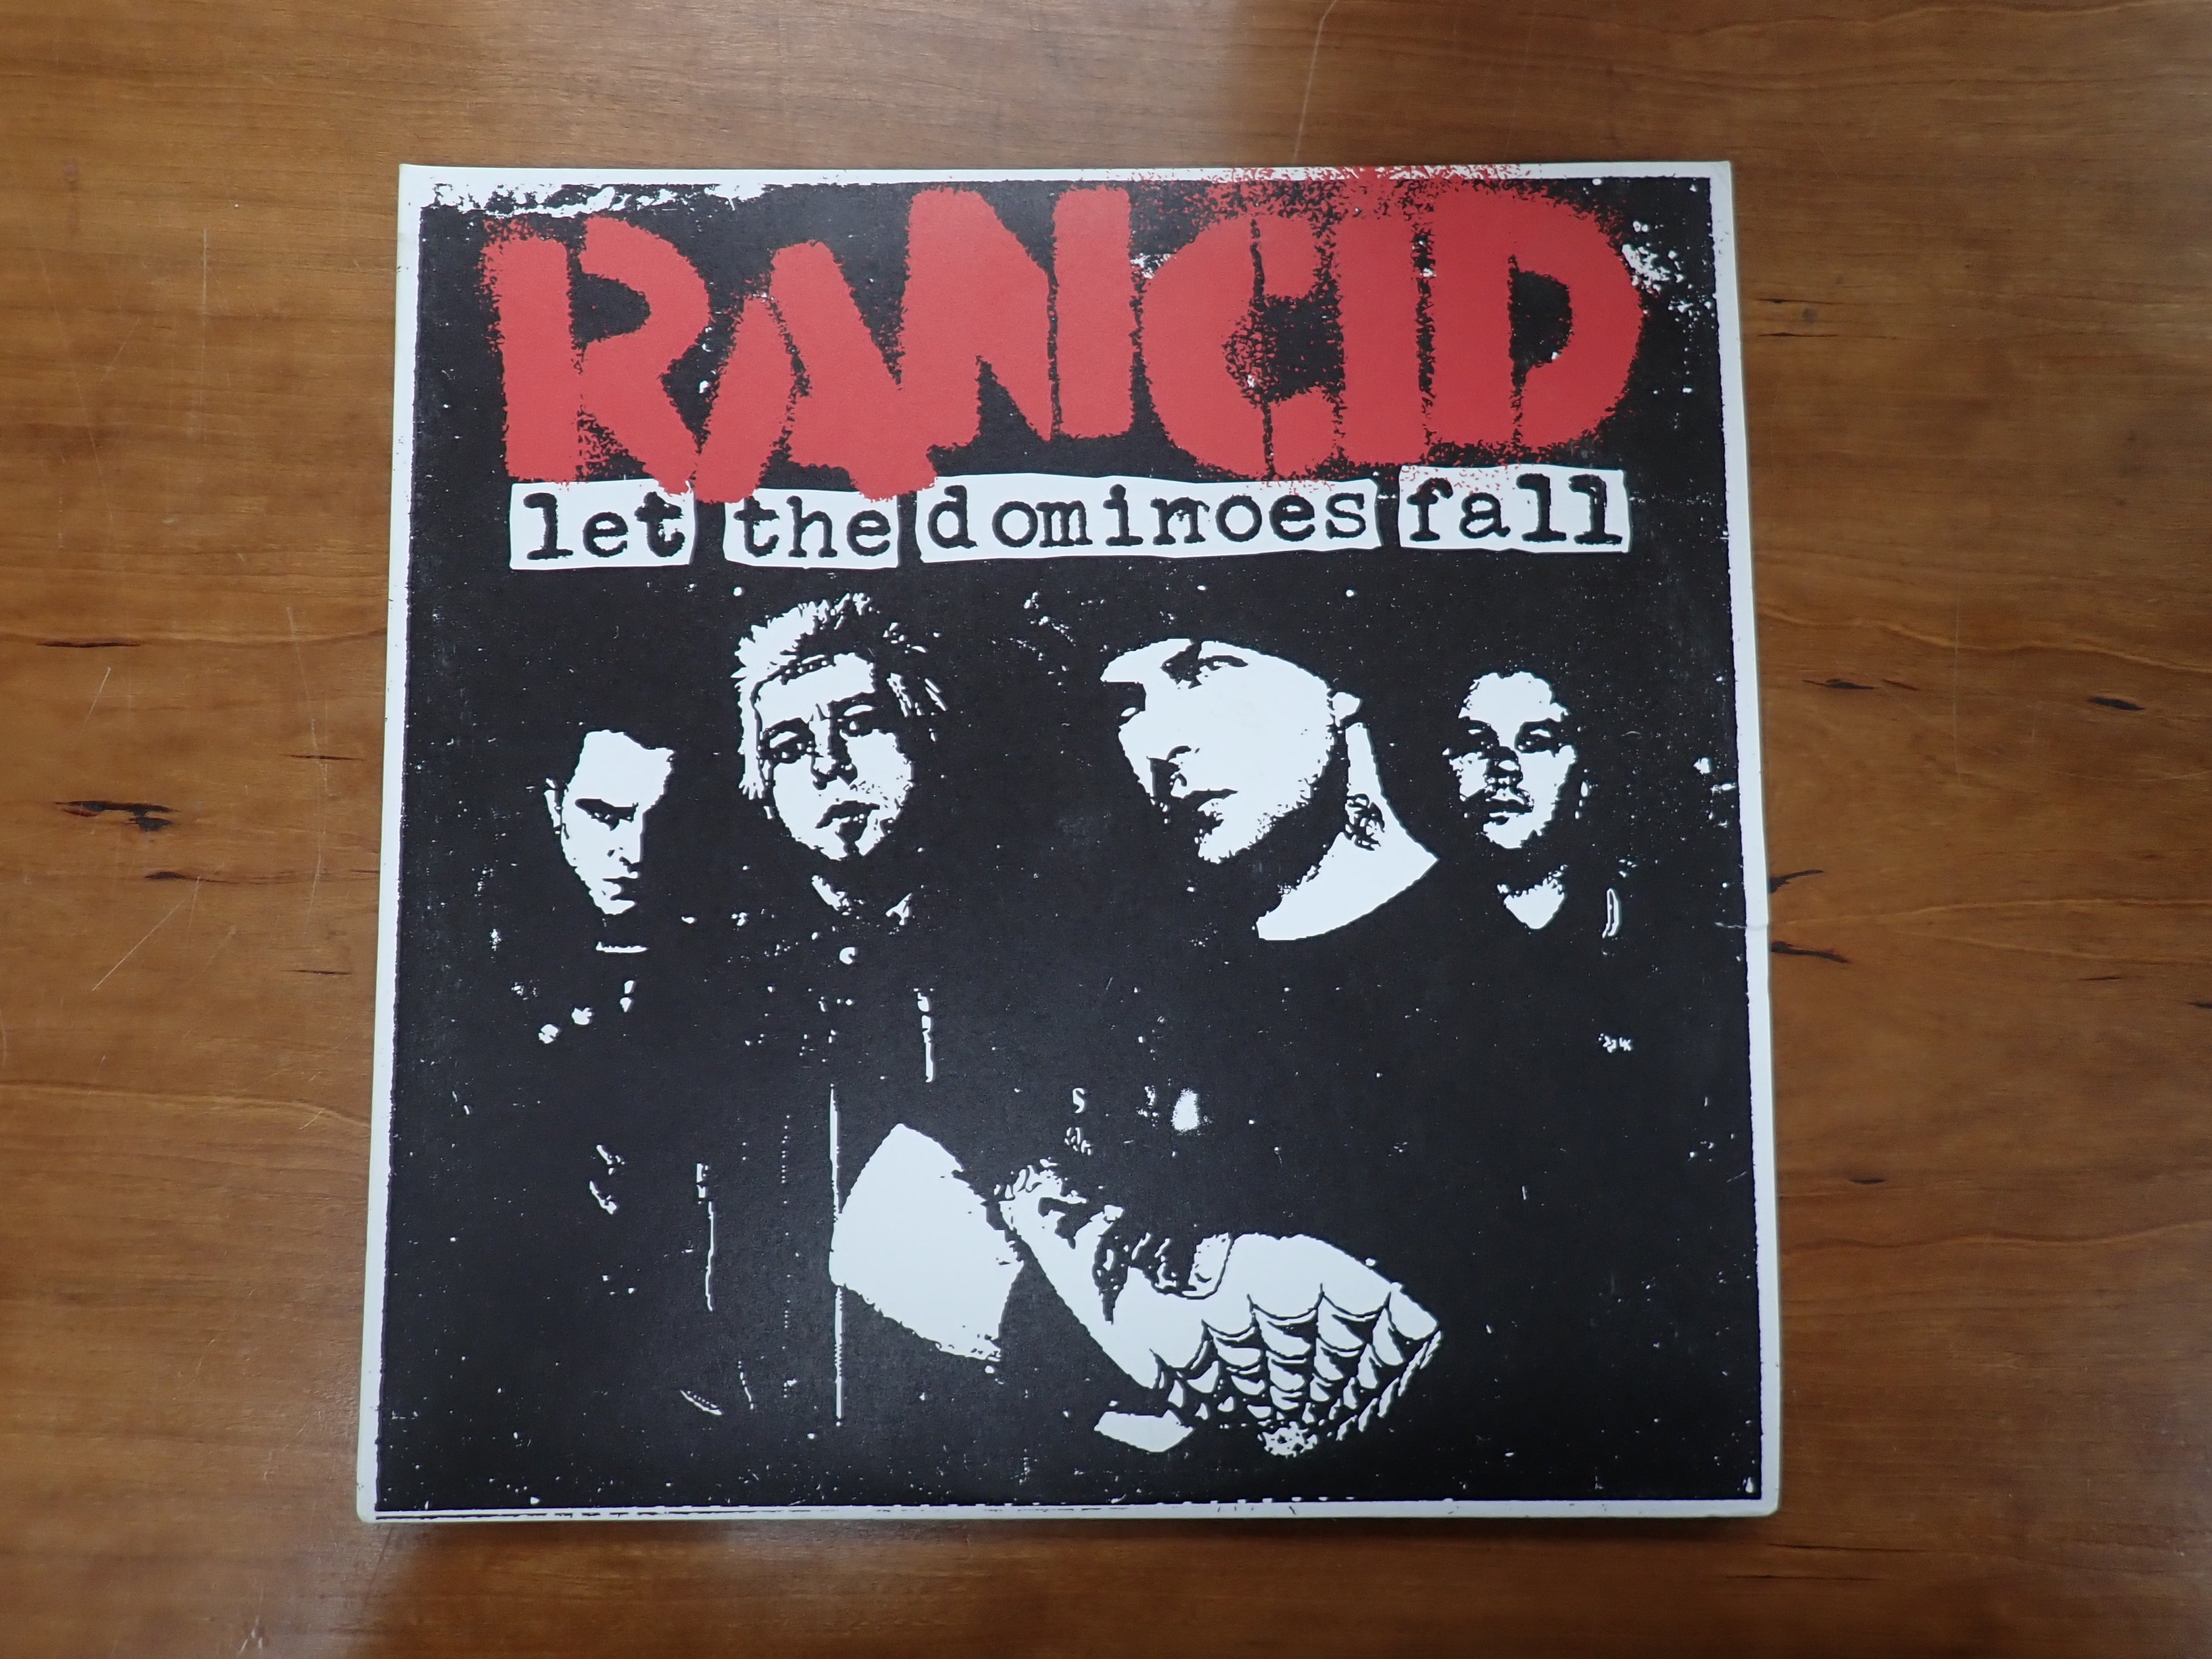 RANCID
let the dominoes fall